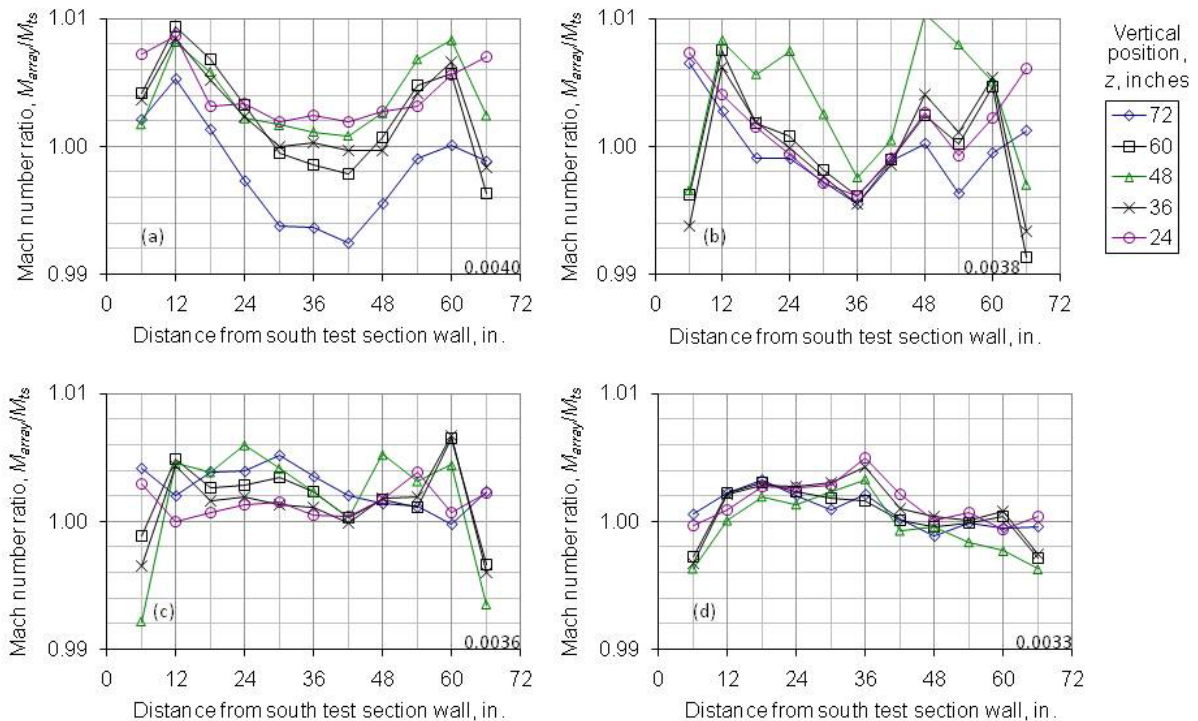 1.01
1.00
0.99
Mach number ratio, Marray/Mts
(a)
0.0040
0 12 24 36 48 60 72
Distance from south test section wall, in.
1.01
1.00
0.99
Mach number ratio, Marray/Mts
(b)
0.0038
0 12 24 36 48 60 72
Distance from south test section wall, in.
Vertical
position,
z, inches
72
60
48
36
24
1.01
1.00
0.99
Mach number ratio, Marray/Mts
(c)
0.0036
0 12 24 36 48 60 72
Distance from south test section wall, in.
1.01
1.00
0.99
Mach number ratio, Marray/Mts
(d)
0.0033
0 12 24 36 48 60 72
Distance from south test section wall, in.